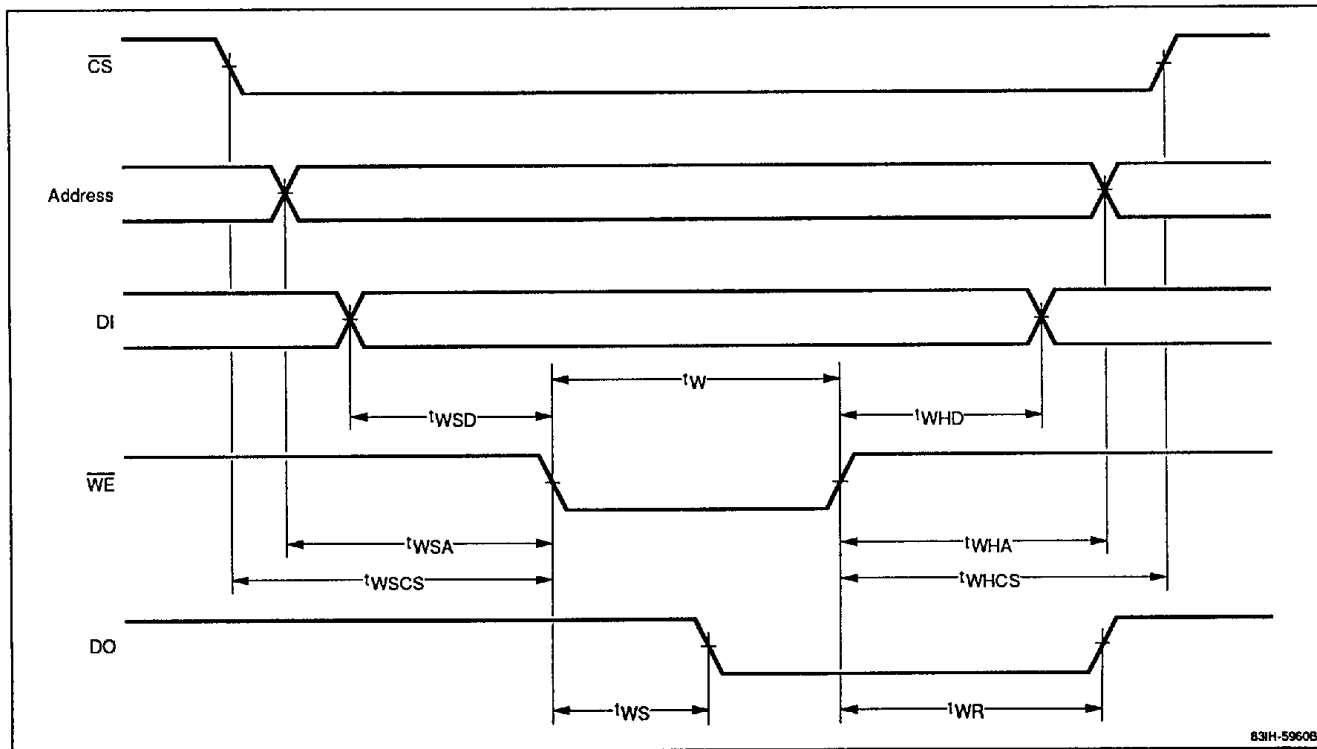 CS
Address
DI
tW
tWSD
tWHD
WE
tWSA
tWHA
tWSCS
tWHCS
DO
tWS
tWR
83IH-5960B